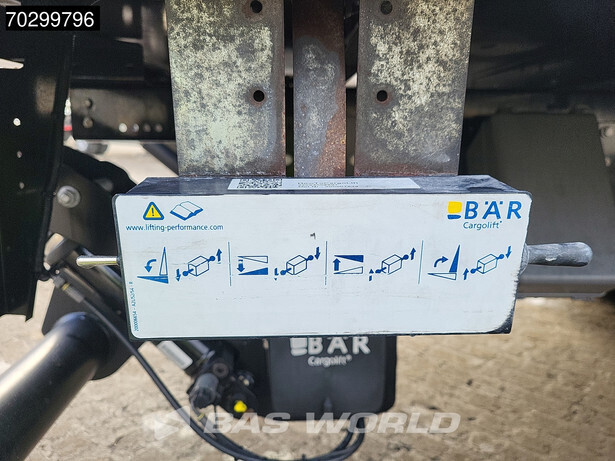 70299796
www.lifting-performance.com
BÄR
Cargolift
BÄR
Cargolift
BAS WORLD